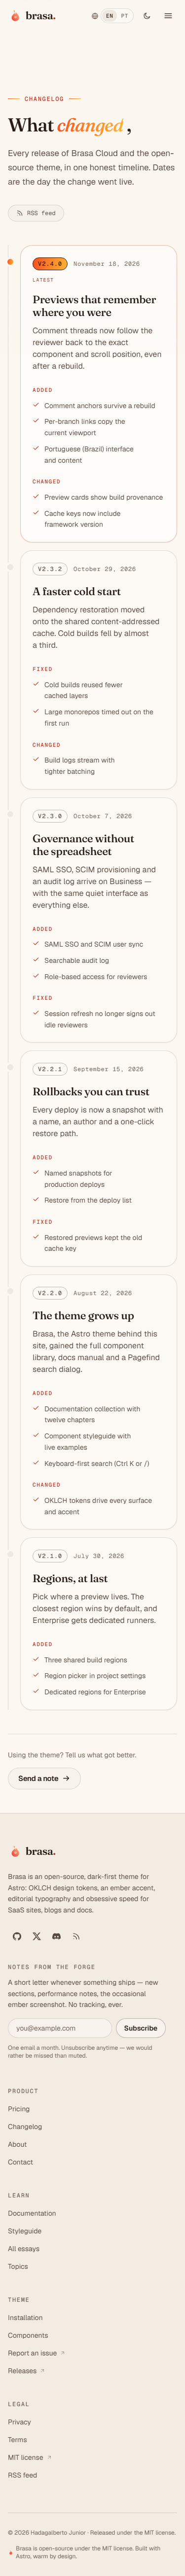 brasa.
EN PT
CHANGELOG
What changed ,
Every release of Brasa Cloud and the open-
source theme, in one honest timeline. Dates
are the day the change went live.
RSS feed
V2.4.0 November 18, 2026
LATEST
Previews that remember
where you were
Comment threads now follow the
reviewer back to the exact
component and scroll position, even
after a rebuild.
ADDED
Comment anchors survive a rebuild
Per-branch links copy the
current viewport
Portuguese (Brazil) interface
and content
CHANGED
Preview cards show build provenance
Cache keys now include
framework version
V2.3.2 October 29, 2026
A faster cold start
Dependency restoration moved
onto the shared content-addressed
cache. Cold builds fell by almost
a third.
FIXED
Cold builds reused fewer
cached layers
Large monorepos timed out on the
first run
CHANGED
Build logs stream with
tighter batching
V2.3.0 October 7, 2026
Governance without
the spreadsheet
SAML SSO, SCIM provisioning and
an audit log arrive on Business —
with the same quiet interface as
everything else.
ADDED
SAML SSO and SCIM user sync
Searchable audit log
Role-based access for reviewers
FIXED
Session refresh no longer signs out
idle reviewers
V2.2.1 September 15, 2026
Rollbacks you can trust
Every deploy is now a snapshot with
a name, an author and a one-click
restore path.
ADDED
Named snapshots for
production deploys
Restore from the deploy list
FIXED
Restored previews kept the old
cache key
V2.2.0 August 22, 2026
The theme grows up
Brasa, the Astro theme behind this
site, gained the full component
library, docs manual and a Pagefind
search dialog.
ADDED
Documentation collection with
twelve chapters
Component styleguide with
live examples
Keyboard-first search (Ctrl K or /)
CHANGED
OKLCH tokens drive every surface
and accent
V2.1.0 July 30, 2026
Regions, at last
Pick where a preview lives. The
closest region wins by default, and
Enterprise gets dedicated runners.
ADDED
Three shared build regions
Region picker in project settings
Dedicated regions for Enterprise
Using the theme? Tell us what got better.
Send a note →
brasa.
Brasa is an open-source, dark-first theme for
Astro: OKLCH design tokens, an ember accent,
editorial typography and obsessive speed for
SaaS sites, blogs and docs.
NOTES FROM THE FORGE
A short letter whenever something ships — new
sections, performance notes, the occasional
ember screenshot. No tracking, ever.
you@example.com Subscribe
One email a month. Unsubscribe anytime — we would
rather be missed than muted.
PRODUCT
Pricing
Changelog
About
Contact
LEARN
Documentation
Styleguide
All essays
Topics
THEME
Installation
Components
Report an issue ↗
Releases ↗
LEGAL
Privacy
Terms
MIT license ↗
RSS feed
© 2026 Hadagalberto Junior · Released under the MIT license.
Brasa is open-source under the MIT license. Built with
Astro, warm by design.